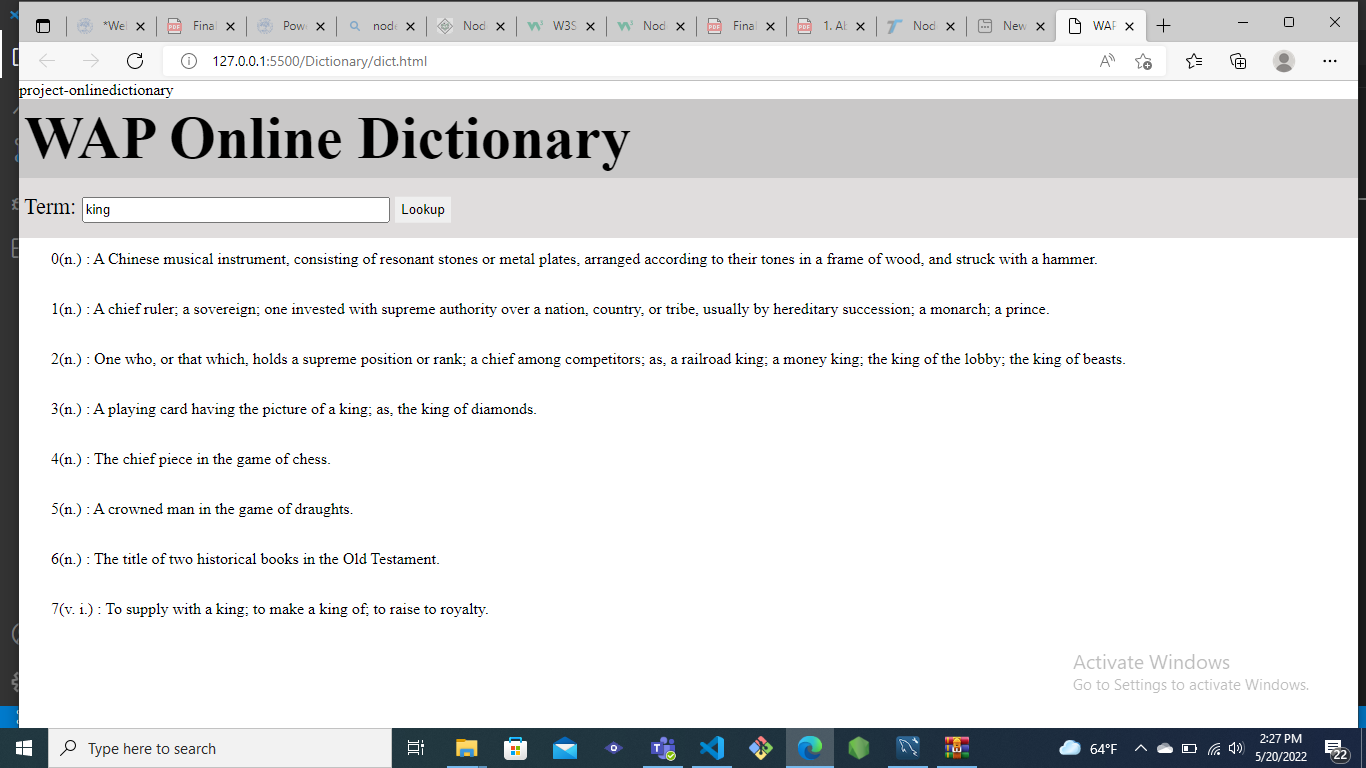 *Wel
Final
Powe
node
Node
W3S
Nod
Final
1. Ab
Nod
New
WAP
127.0.0.1:5500/Dictionary/dict.html
project-onlinedictionary
WAP Online Dictionary
Term: king Lookup
0(n.) : A Chinese musical instrument, consisting of resonant stones or metal plates, arranged according to their tones in a frame of wood, and struck with a hammer.
1(n.) : A chief ruler; a sovereign; one invested with supreme authority over a nation, country, or tribe, usually by hereditary succession; a monarch; a prince.
2(n.) : One who, or that which, holds a supreme position or rank; a chief among competitors; as, a railroad king; a money king; the king of the lobby; the king of beasts.
3(n.) : A playing card having the picture of a king; as, the king of diamonds.
4(n.) : The chief piece in the game of chess.
5(n.) : A crowned man in the game of draughts.
6(n.) : The title of two historical books in the Old Testament.
7(v. i.) : To supply with a king; to make a king of; to raise to royalty.
Activate Windows
Go to Settings to activate Windows.
Type here to search
64°F
2:27 PM
5/20/2022
22